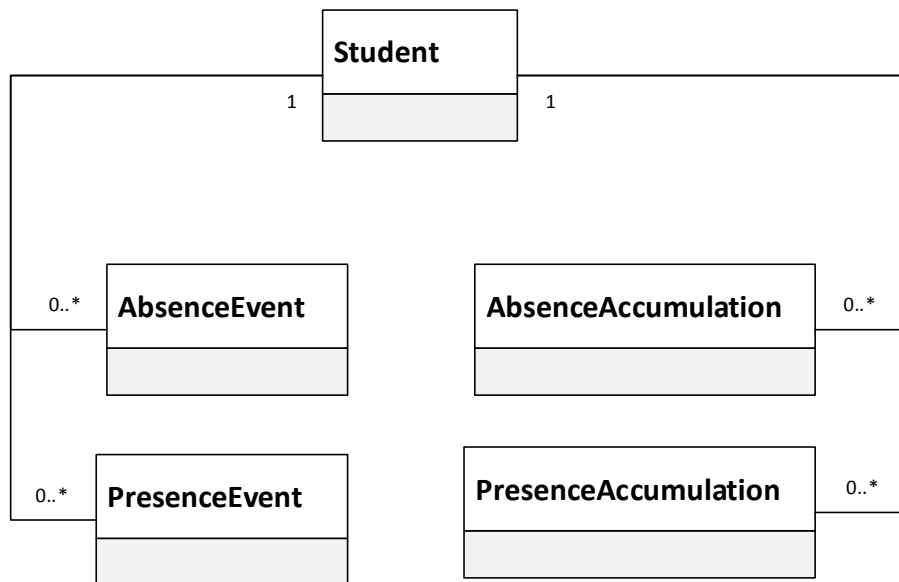 Student
1
1
0..*
AbsenceEvent
AbsenceAccumulation
0..*
0..*
PresenceEvent
PresenceAccumulation
0..*